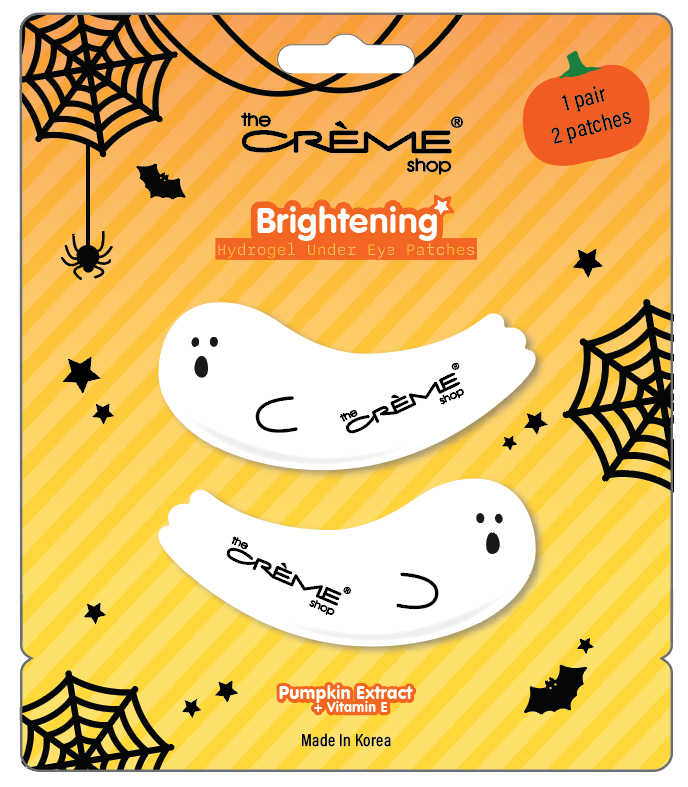 the
CRÈME®
shop
1 pair
2 patches
Brightening
Hydrogel Under Eye Patches
the
CRÈME®
shop
the
CRÈME®
shop
Pumpkin Extract
+ Vitamin E
Made In Korea